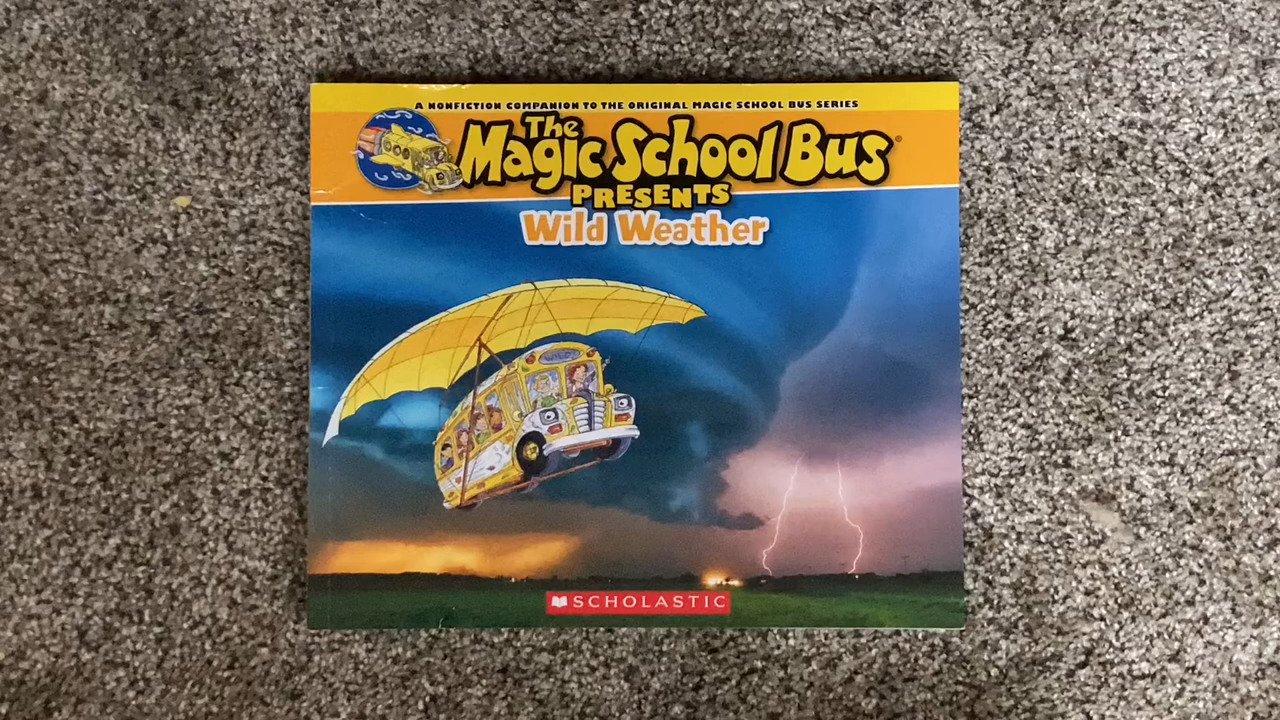 A NONFICTION COMPANION TO THE ORIGINAL MAGIC SCHOOL BUS SERIES
The
Magic School Bus®
PRESENTS
Wild Weather
SCHOLASTIC